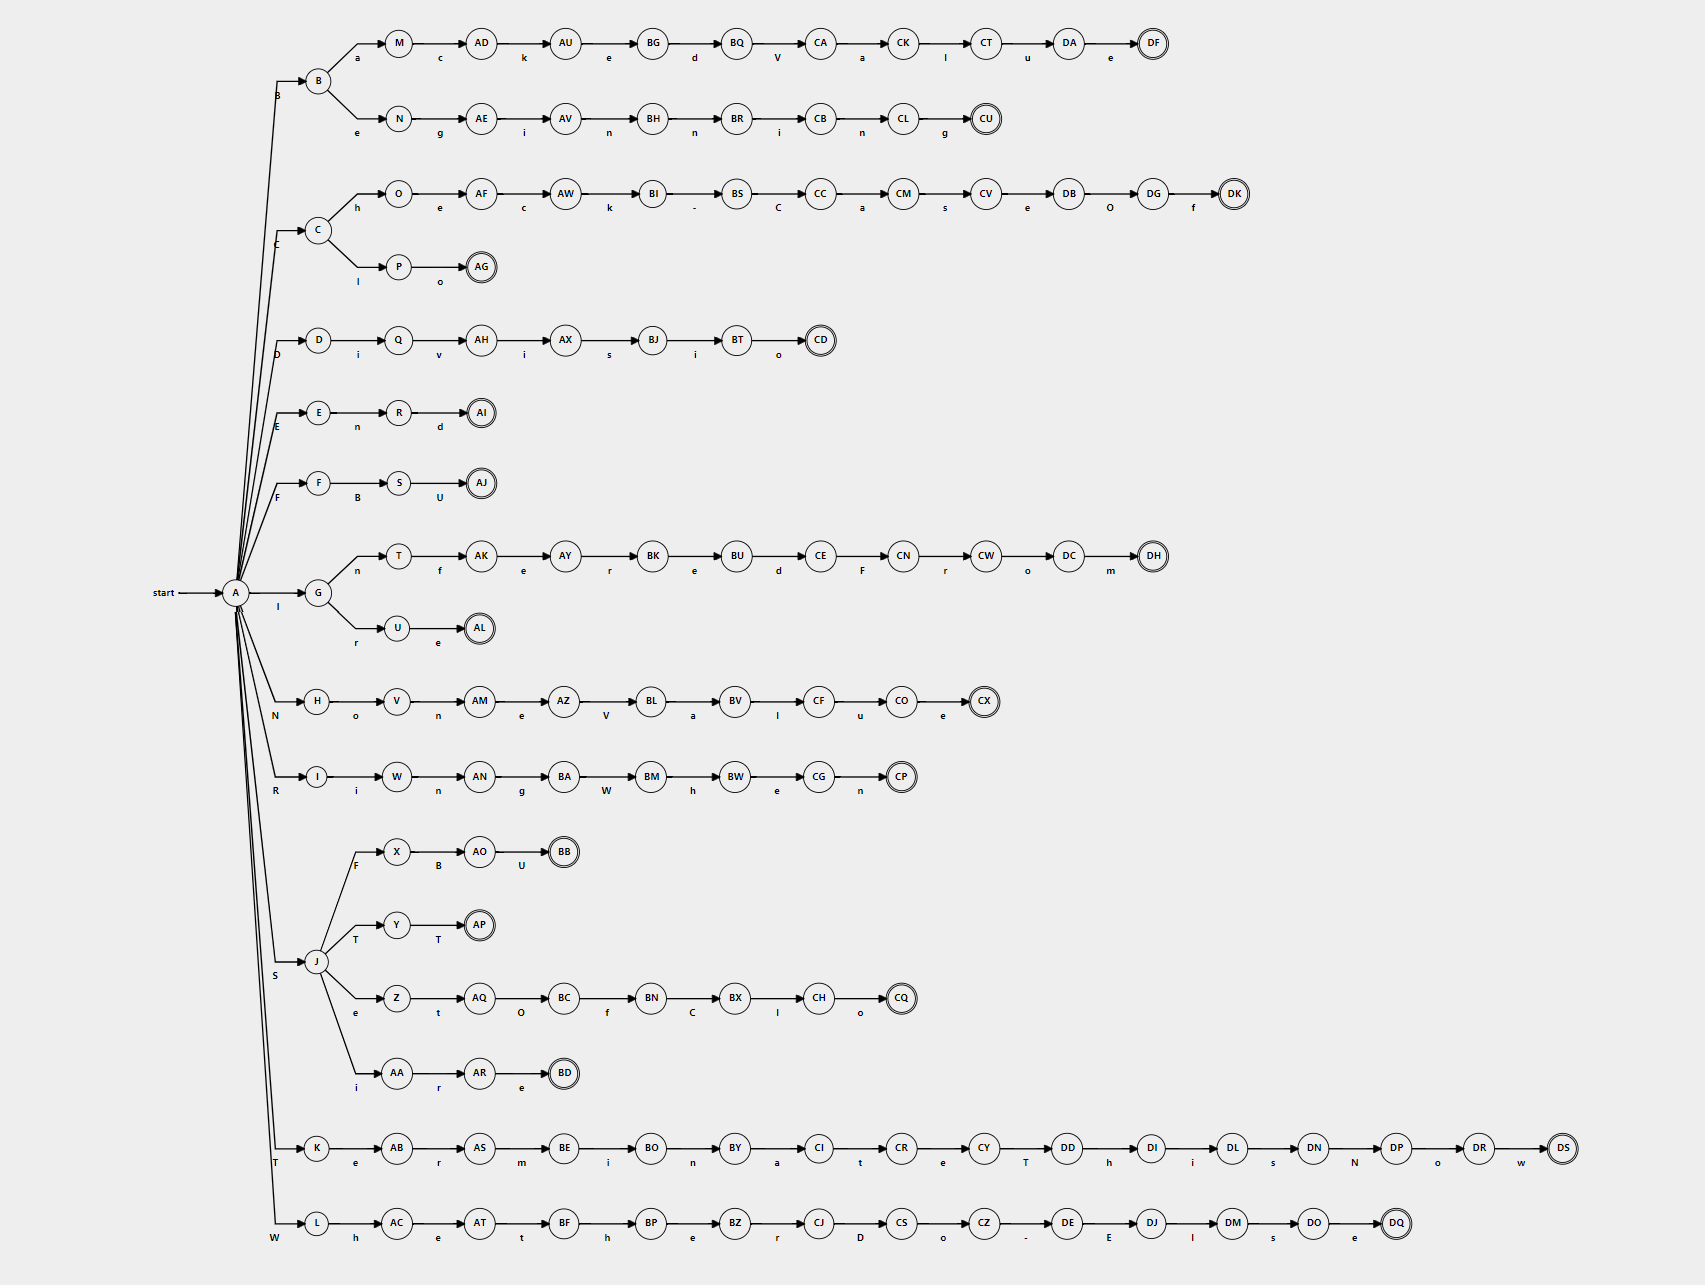 M AD AU BG BQ CA CK CT DA DF
a c k e d V a l u e
B
B
N AE AV BH BR CB CL CU
e g i n n i n g
O AF AW BI BS CC CM CV DB DG DK
h e c k - C a s e O f
C
C
P AG
l o
D Q AH AX BJ BT CD
D i v i s i o
E R AI
E n d
F S AJ
F B U
T AK AY BK BU CE CN CW DC DH
n f e r e d F r o m
start A G
I
U AL
r e
H V AM AZ BL BV CF CO CX
N o n e V a l u e
I W AN BA BM BW CG CP
R i n g W h e n
X AO BB
F B U
Y AP
T T
J
S
Z AQ BC BN BX CH CQ
e t O f C l o
AA AR BD
i r e
K AB AS BE BO BY CI CR CY DD DI DL DN DP DR DS
T e r m i n a t e T h i s N o w
L AC AT BF BP BZ CJ CS CZ DE DJ DM DO DQ
W h e t h e r D o - E l s e